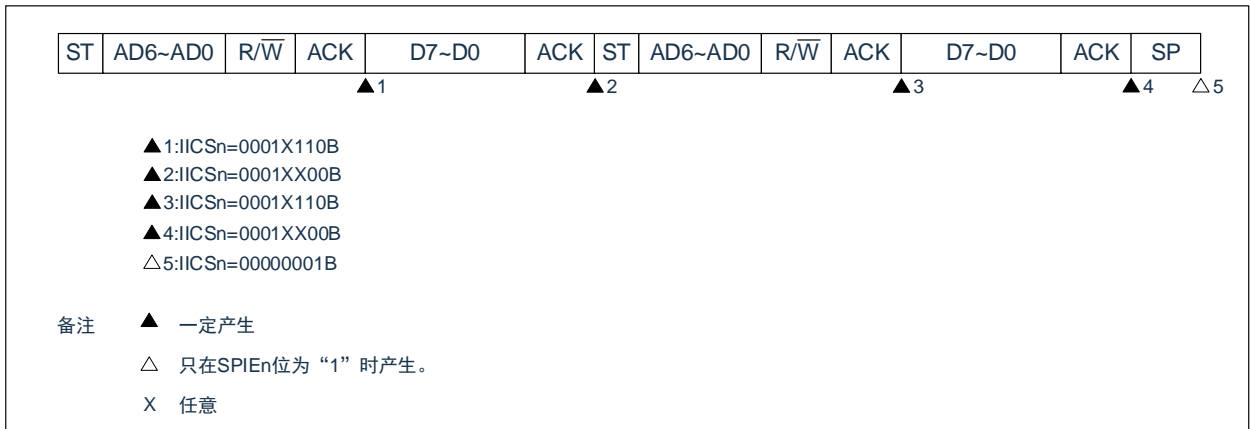 ST AD6~AD0 R/W̅ ACK D7~D0 ACK ST AD6~AD0 R/W̅ ACK D7~D0 ACK SP
▲1 ▲2 ▲3 ▲4 △5
▲1:IICSn=0001X110B
▲2:IICSn=0001XX00B
▲3:IICSn=0001X110B
▲4:IICSn=0001XX00B
△5:IICSn=00000001B
备注 ▲ 一定产生
△ 只在SPIEn位为“1”时产生。
X 任意